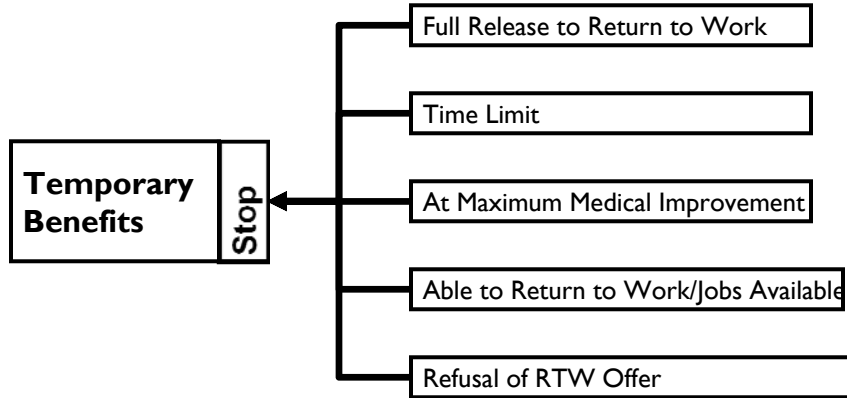 Full Release to Return to Work
Time Limit
Temporary
Benefits
Stop
At Maximum Medical Improvement
Able to Return to Work/Jobs Available
Refusal of RTW Offer